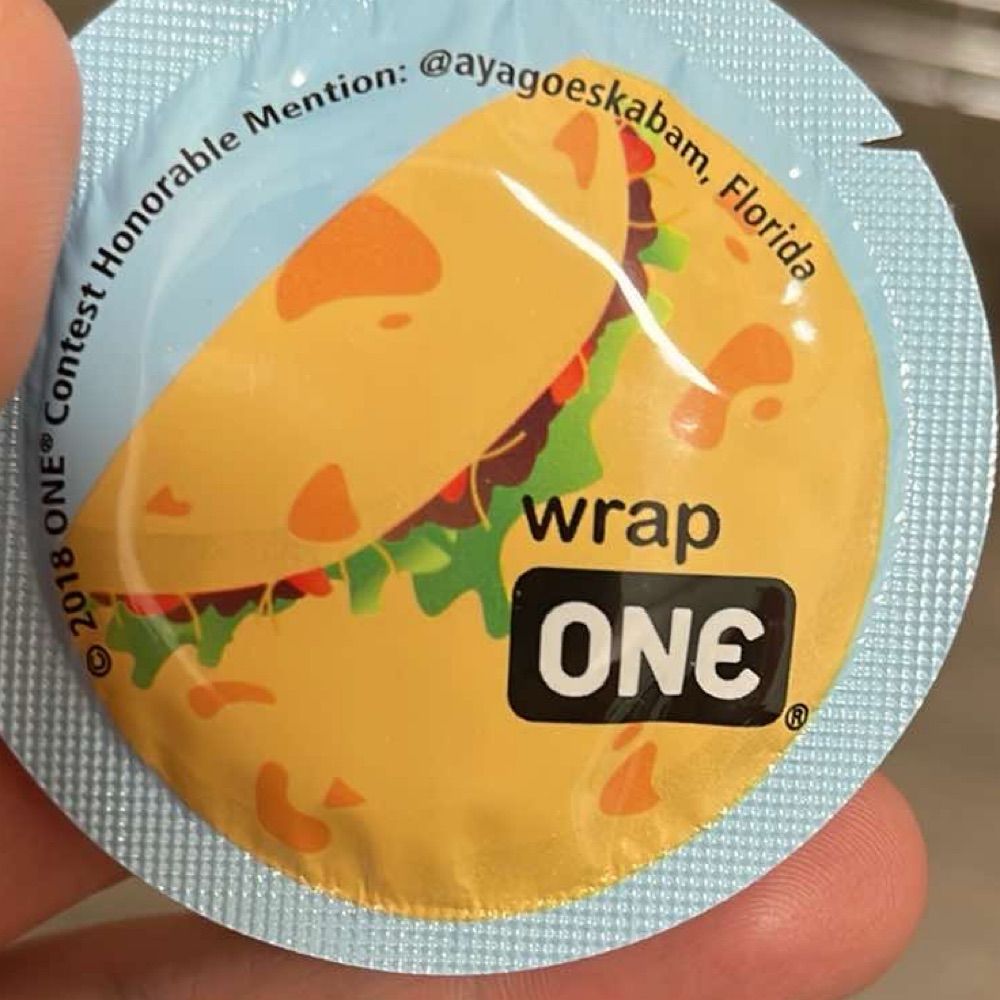 © 2018 ONE® Contest Honorable Mention: @ayagoeskabam, Florida
wrap
ONE®